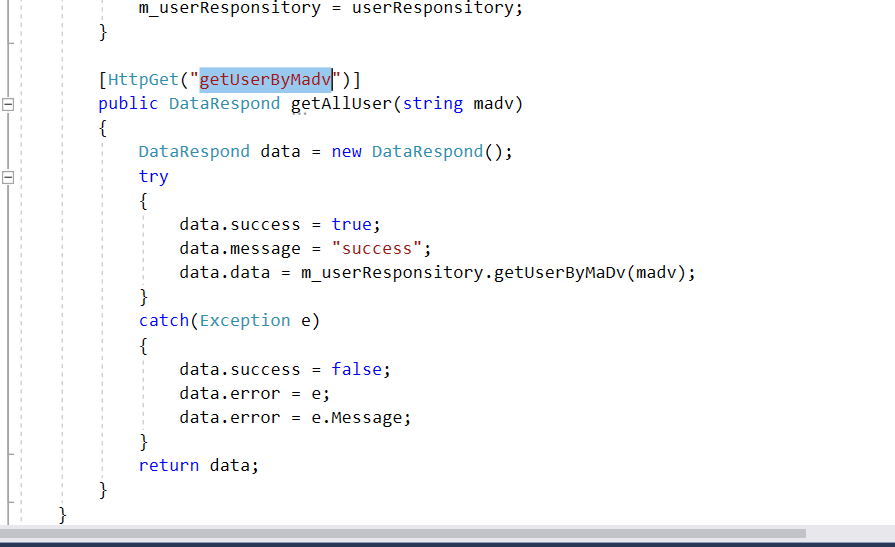 m_userResponsitory = userResponsitory;
}
[HttpGet("getUserByMadv")]
public DataRespond getAllUser(string madv)
{
DataRespond data = new DataRespond();
try
{
data.success = true;
data.message = "success";
data.data = m_userResponsitory.getUserByMaDv(madv);
}
catch(Exception e)
{
data.success = false;
data.error = e;
data.error = e.Message;
}
return data;
}
}